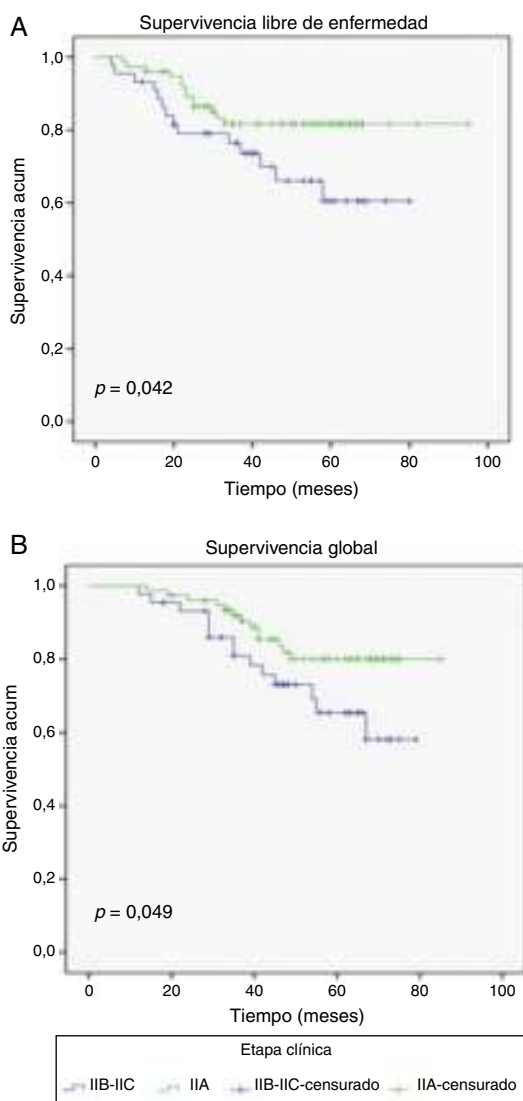 A
Supervivencia libre de enfermedad
Supervivencia acum
1,0
0,8
0,6
0,4
0,2
0,0
p = 0,042
0 20 40 60 80 100
Tiempo (meses)
B
Supervivencia global
Supervivencia acum
1,0
0,8
0,6
0,4
0,2
0,0
p = 0,049
0 20 40 60 80 100
Tiempo (meses)
Etapa clínica
IIB-IIC IIA IIB-IIC-censurado IIA-censurado